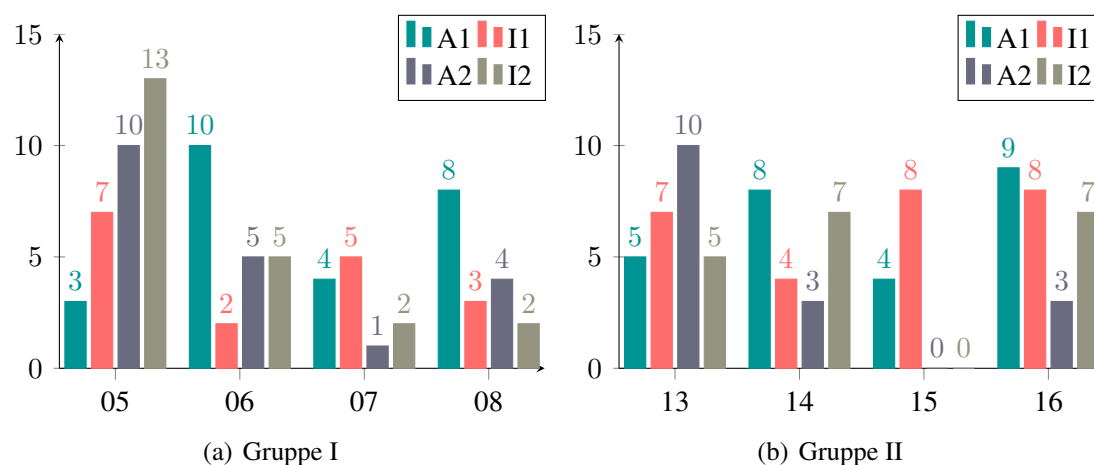 15
10
5
0
A1 I1
A2 I2
3 7 10 13
10 2 5 5
4 5 1 2
8 3 4 2
05 06 07 08
(a) Gruppe I
15
10
5
0
A1 I1
A2 I2
5 7 10 5
8 4 3 7
4 8 0 0
9 8 3 7
13 14 15 16
(b) Gruppe II